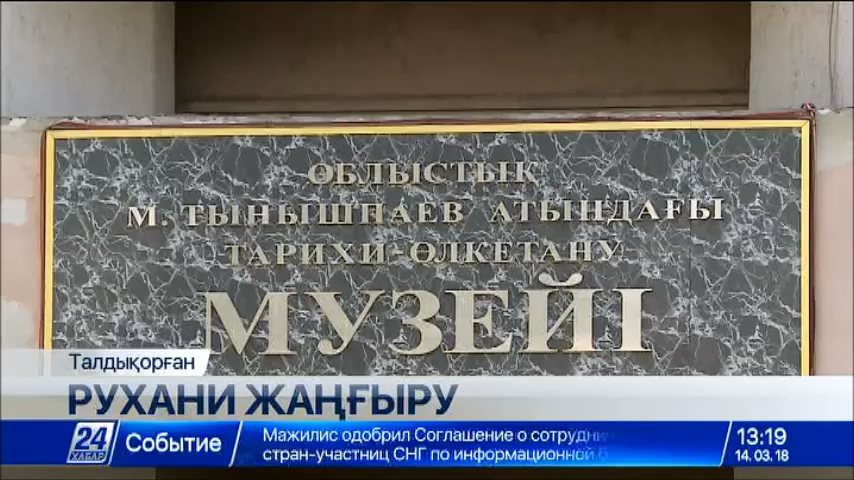 ОБЛЫСТЫҚ
М. ТЫНЫШПАЕВ АТЫНДАҒЫ
ТАРИХИ-ӨЛКЕТАНУ
МУЗЕЙІ
Талдықорған
РУХАНИ ЖАҢҒЫРУ
24 ХАБАР
Событие
Мажилис одобрил Соглашение о
стран-участниц СНГ по информационной
13:19
14.03.18